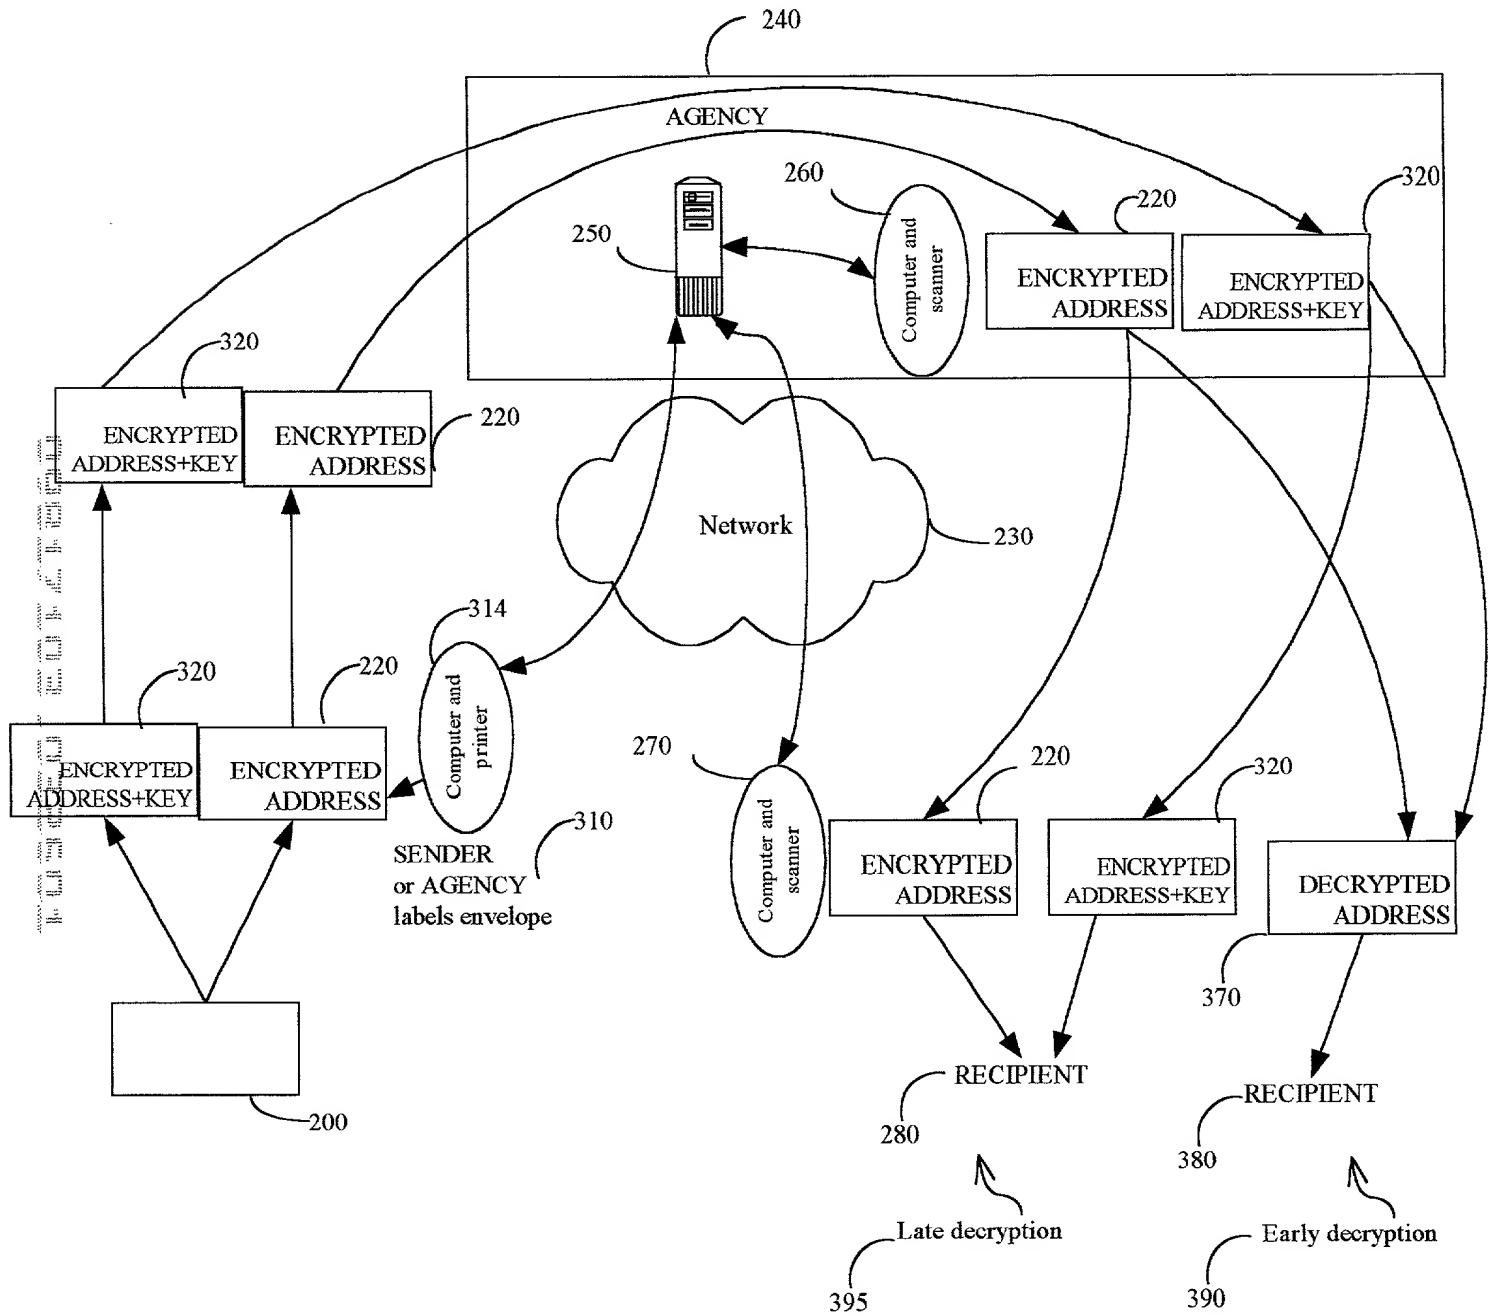 240
AGENCY
260
320
220
250
Computer and
scanner
ENCRYPTED
ADDRESS
ENCRYPTED
ADDRESS+KEY
320
220
ENCRYPTED
ADDRESS+KEY
ENCRYPTED
ADDRESS
Network
230
314
320
220
Computer and
printer
ENCRYPTED
ADDRESS+KEY
ENCRYPTED
ADDRESS
270
220
320
310
SENDER
or AGENCY
labels envelope
Computer and
scanner
ENCRYPTED
ADDRESS
ENCRYPTED
ADDRESS+KEY
DECRYPTED
ADDRESS
370
RECIPIENT
RECIPIENT
200
280
380
Late decryption
Early decryption
395
390